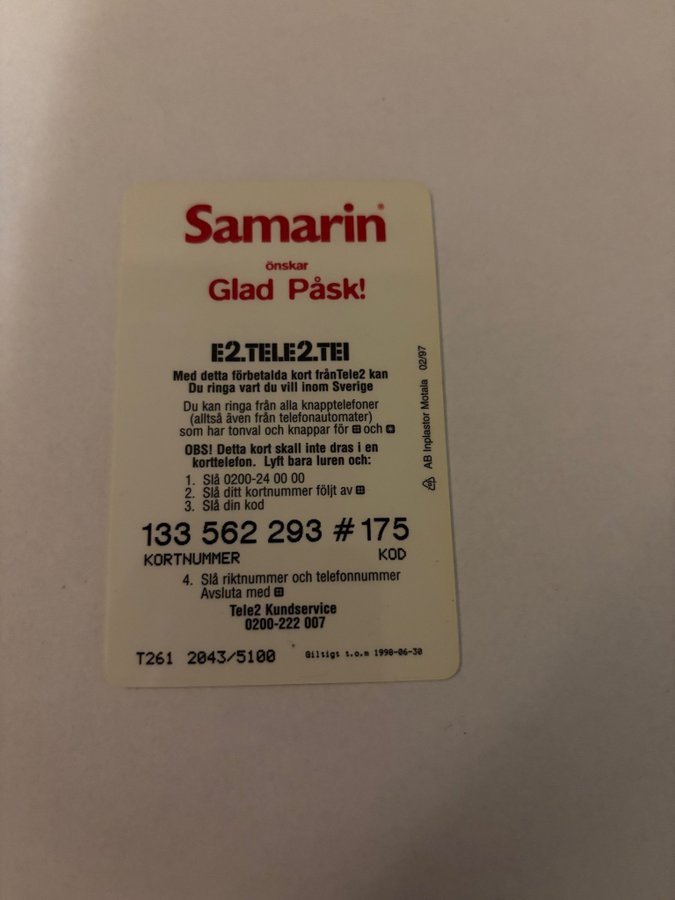 Samarin®
önskar
Glad Påsk!
E2.TELE2.TEI
Med detta förbetalda kort frånTele2 kan
Du ringa vart du vill inom Sverige
Du kan ringa från alla knapptelefoner
(alltså även från telefonautomater)
som har tonval och knappar för # och *
OBS! Detta kort skall inte dras i en
korttelefon. Lyft bara luren och:
1. Slå 0200-24 00 00
2. Slå ditt kortnummer följt av #
3. Slå din kod
133 562 293 # 175
KORTNUMMER KOD
4. Slå riktnummer och telefonnummer
Avsluta med #
Tele2 Kundservice
0200-222 007
T261 2043/5100 Giltigt t.o.m 1998-06-30
AB Inplastor Motala 02/97